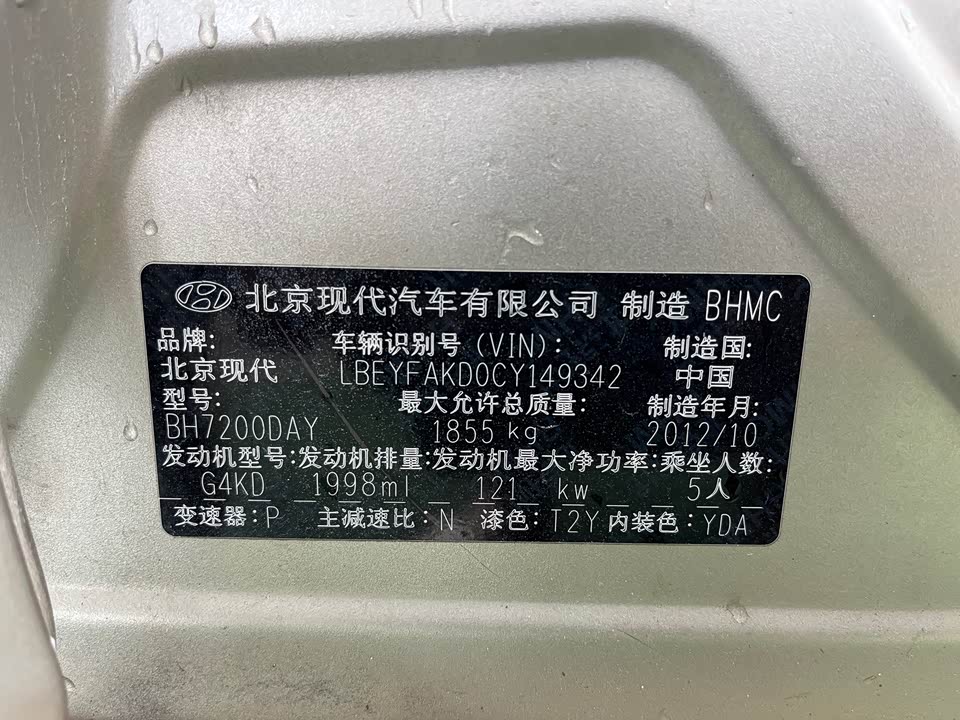 北京现代汽车有限公司 制造 BHMC
品牌: 车辆识别号 (VIN): 制造国:
北京现代 LBEYFAKD0CY149342 中国
型号: 最大允许总质量: 制造年月:
BH7200DAY 1855 kg 2012/10
发动机型号: 发动机排量: 发动机最大净功率: 乘坐人数:
G4KD 1998ml 121 kw 5人
变速器: P 主减速比: N 漆色: T2Y 内装色: YDA